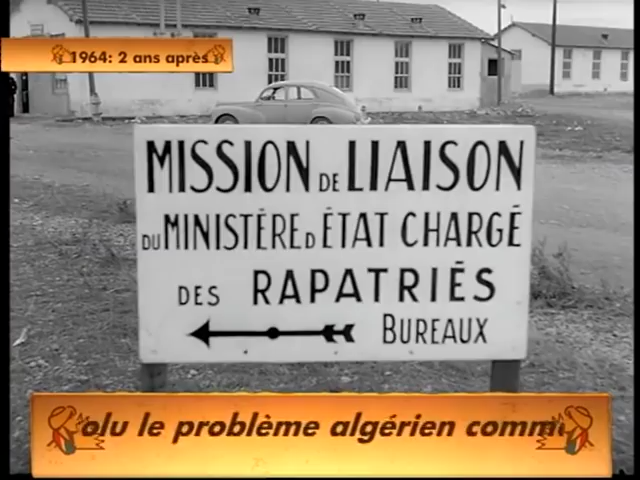 1964: 2 ans après
MISSION DE LIAISON
DU MINISTÈRE D ÉTAT CHARGÉ
DES RAPATRIÉS
BUREAUX
olu le problème algérien comm